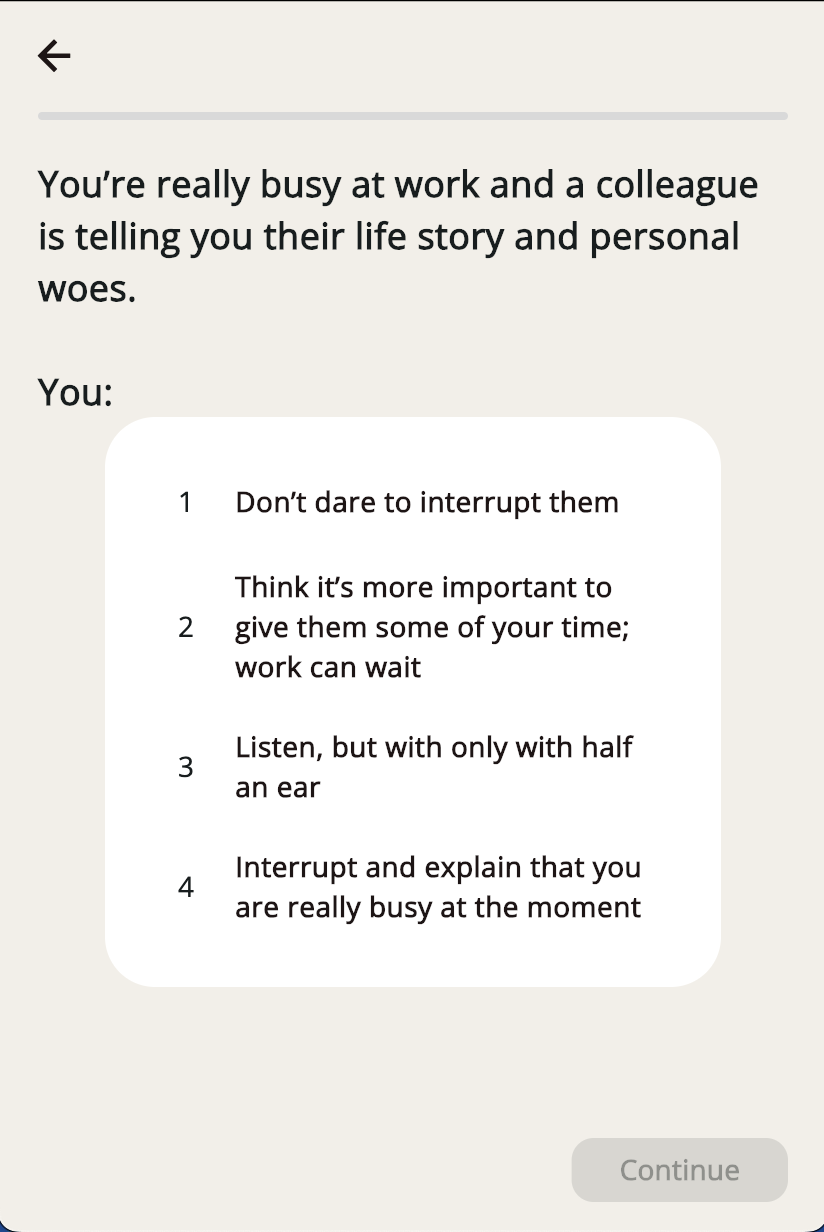 You’re really busy at work and a colleague
is telling you their life story and personal
woes.
You:
1 Don’t dare to interrupt them
Think it’s more important to
2 give them some of your time;
work can wait
3 Listen, but with only with half
an ear
4 Interrupt and explain that you
are really busy at the moment
Continue